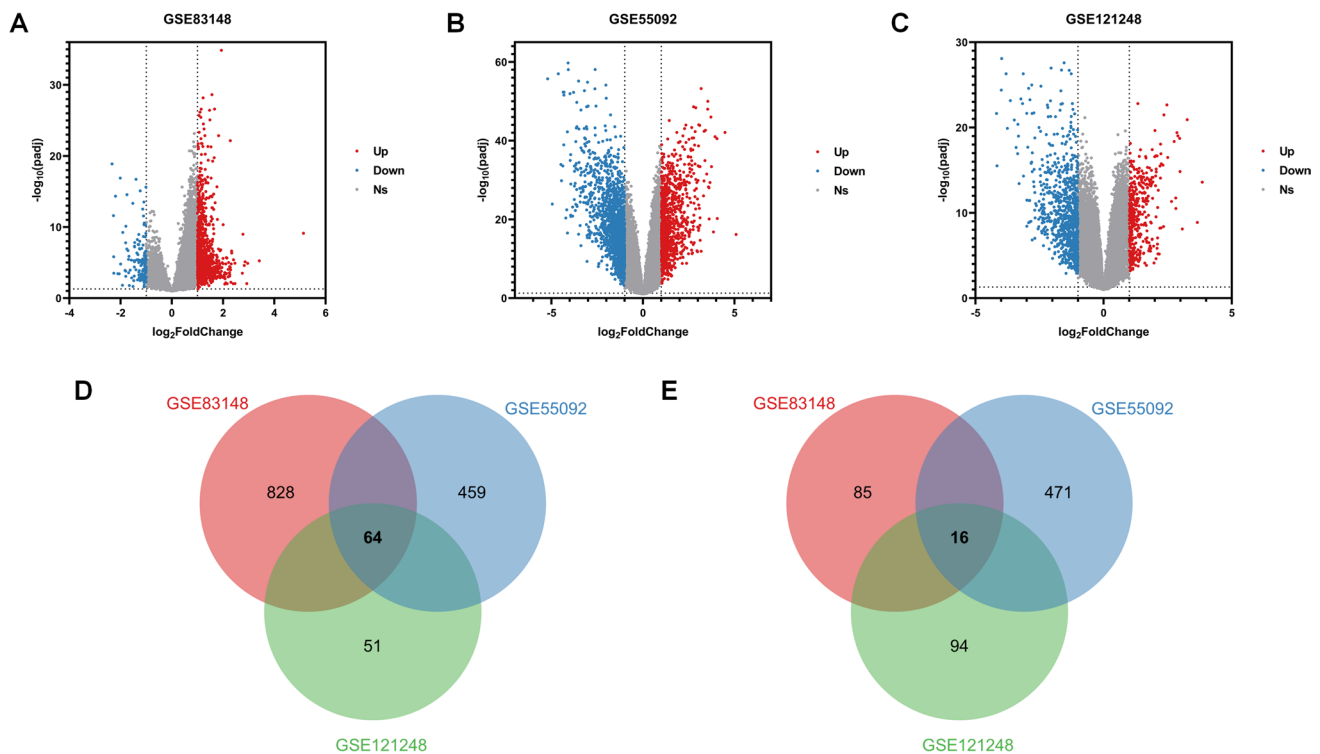 A
GSE83148
-log10(padj)
30
20
10
0
-4
-2
0
2
4
6
log2FoldChange
Up
Down
Ns
B
GSE55092
-log10(padj)
60
40
20
0
-5
0
5
log2FoldChange
Up
Down
Ns
C
GSE121248
-log10(padj)
30
20
10
0
-5
0
5
log2FoldChange
Up
Down
Ns
D
GSE83148
GSE55092
828
459
64
51
GSE121248
E
GSE83148
GSE55092
85
471
16
94
GSE121248